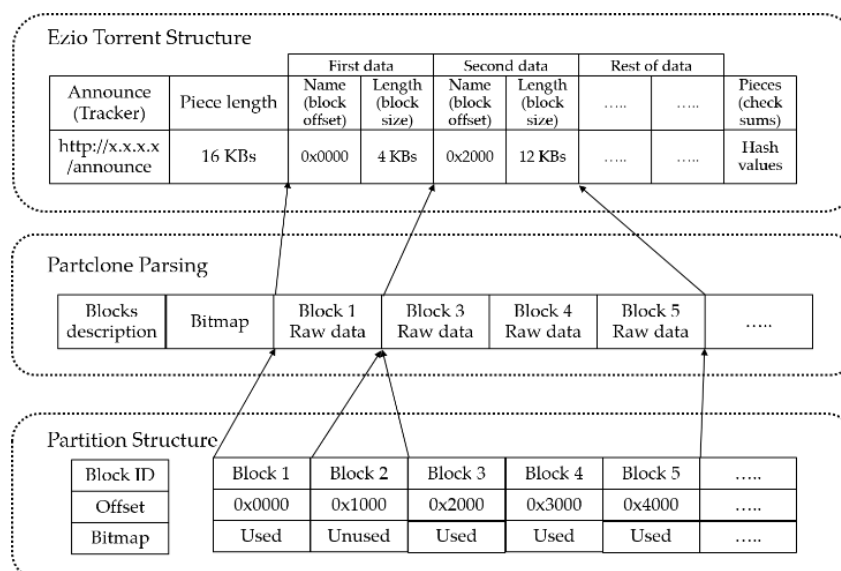 Ezio Torrent Structure
First data Second data Rest of data
Announce (Tracker) Piece length Name (block offset) Length (block size) Name (block offset) Length (block size) ..... ..... Pieces (check sums)
http://x.x.x.x/announce 16 KBs 0x0000 4 KBs 0x2000 12 KBs ..... ..... Hash values
Partclone Parsing
Blocks description Bitmap Block 1 Raw data Block 3 Raw data Block 4 Raw data Block 5 Raw data .....
Partition Structure
Block ID Block 1 Block 2 Block 3 Block 4 Block 5 .....
Offset 0x0000 0x1000 0x2000 0x3000 0x4000 .....
Bitmap Used Unused Used Used Used .....